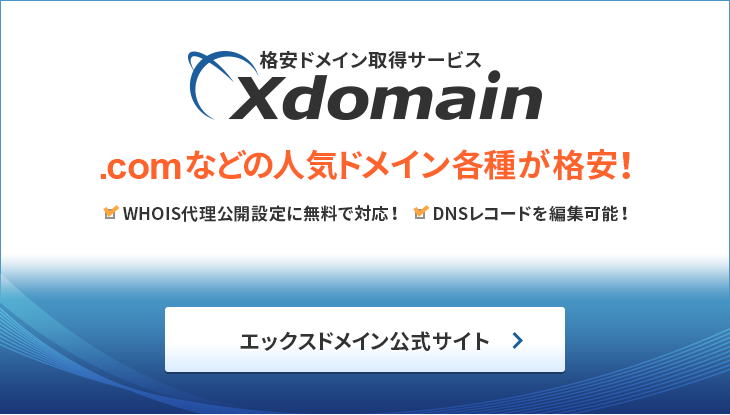 格安ドメイン取得サービス
Xdomain
.comなどの人気ドメイン各種が格安！
WHOIS代理公開設定に無料で対応！ DNSレコードを編集可能！
エックスドメイン公式サイト